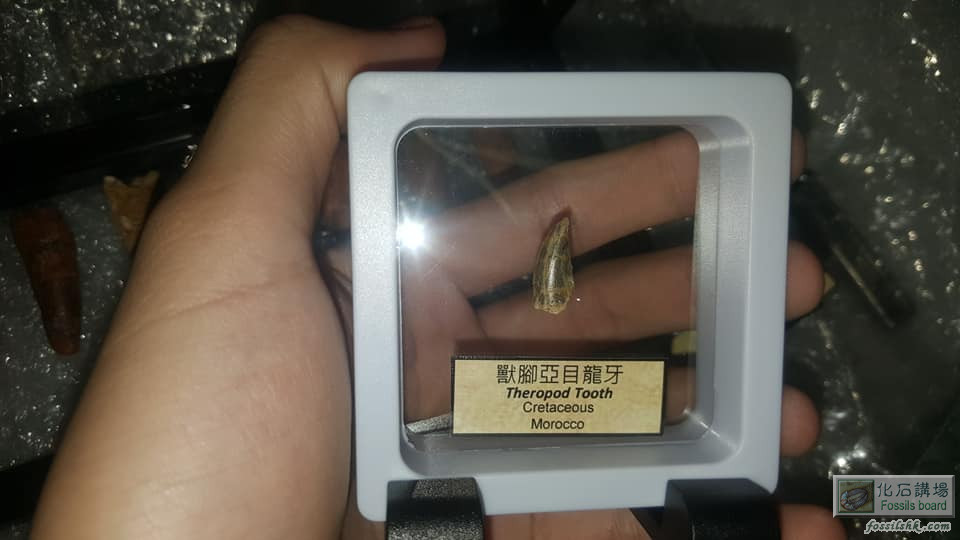 獸腳亞目龍牙
Theropod Tooth
Cretaceous
Morocco
化石講場
Fossils board
fossilshk.com